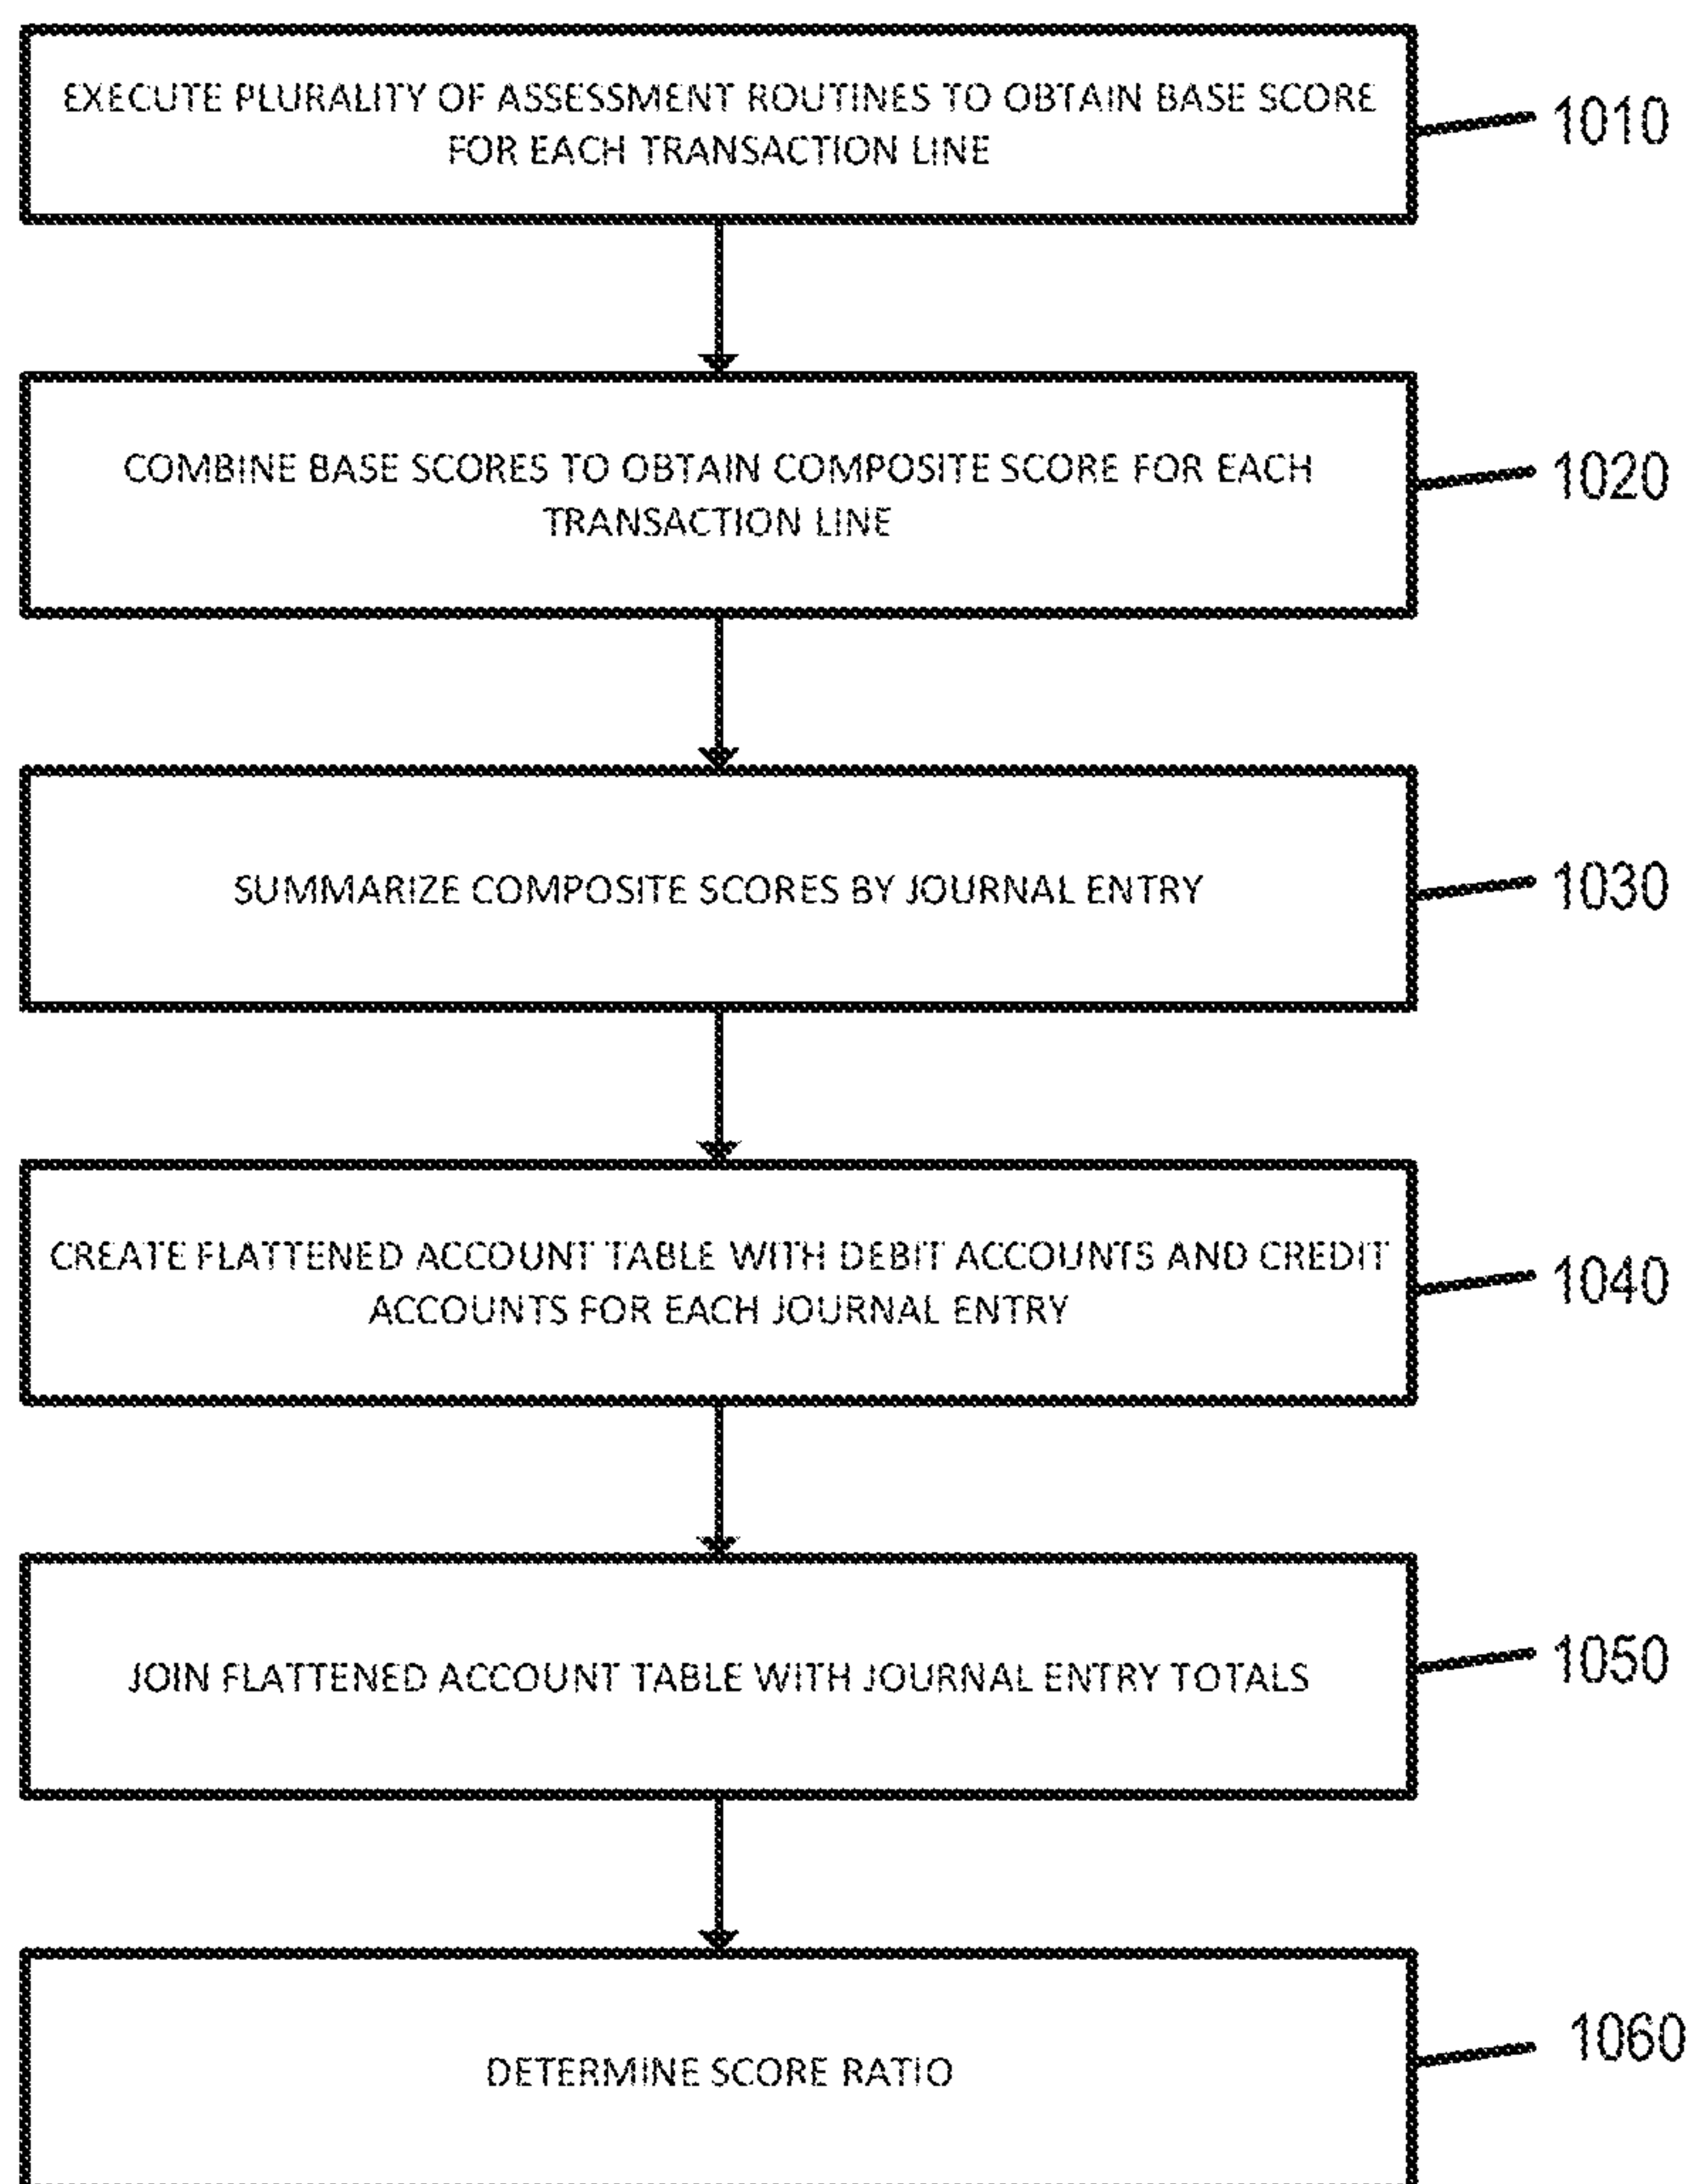 EXECUTE PLURALITY OF ASSESSMENT ROUTINES TO OBTAIN BASE SCORE
FOR EACH TRANSACTION LINE
1010
COMBINE BASE SCORES TO OBTAIN COMPOSITE SCORE FOR EACH
TRANSACTION LINE
1020
SUMMARIZE COMPOSITE SCORES BY JOURNAL ENTRY
1030
CREATE FLATTENED ACCOUNT TABLE WITH DEBIT ACCOUNTS AND CREDIT
ACCOUNTS FOR EACH JOURNAL ENTRY
1040
JOIN FLATTENED ACCOUNT TABLE WITH JOURNAL ENTRY TOTALS
1050
DETERMINE SCORE RATIO
1060